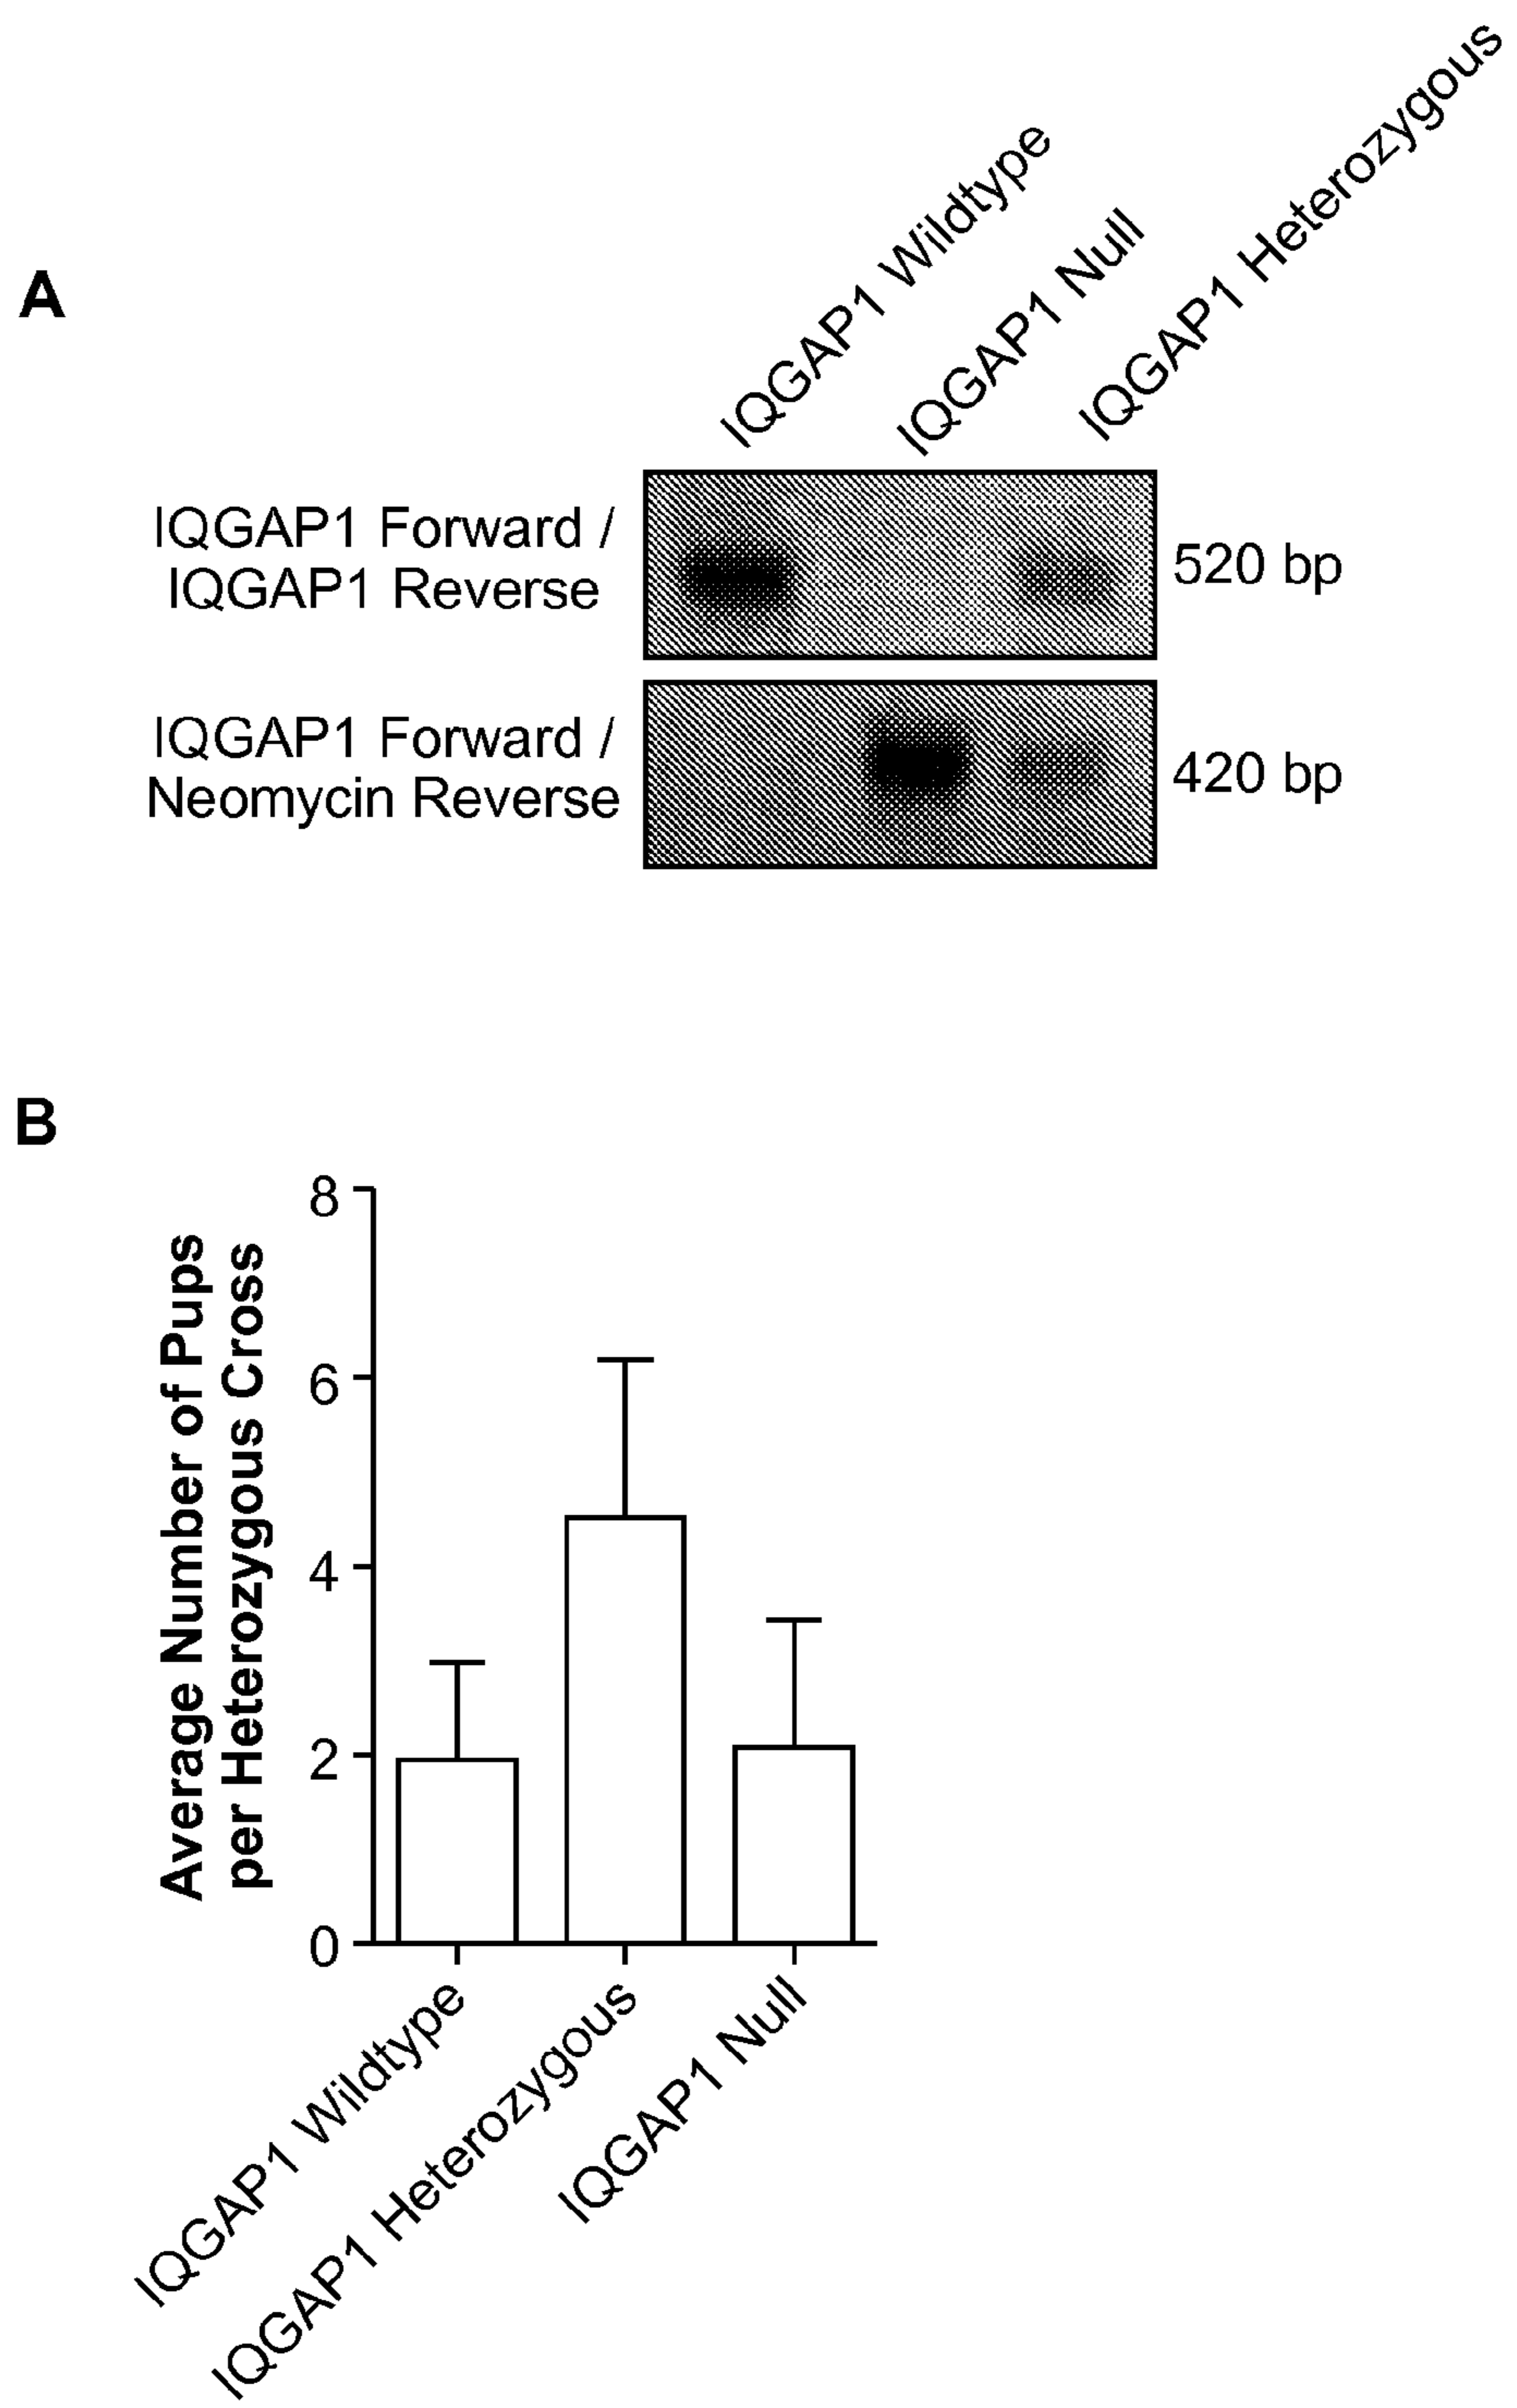 A
IQGAP1 Wildtype
IQGAP1 Null
IQGAP1 Heterozygous
IQGAP1 Forward /
IQGAP1 Reverse
520 bp
IQGAP1 Forward /
Neomycin Reverse
420 bp
B
Average Number of Pups
per Heterozygous Cross
8
6
4
2
0
IQGAP1 Wildtype
IQGAP1 Heterozygous
IQGAP1 Null